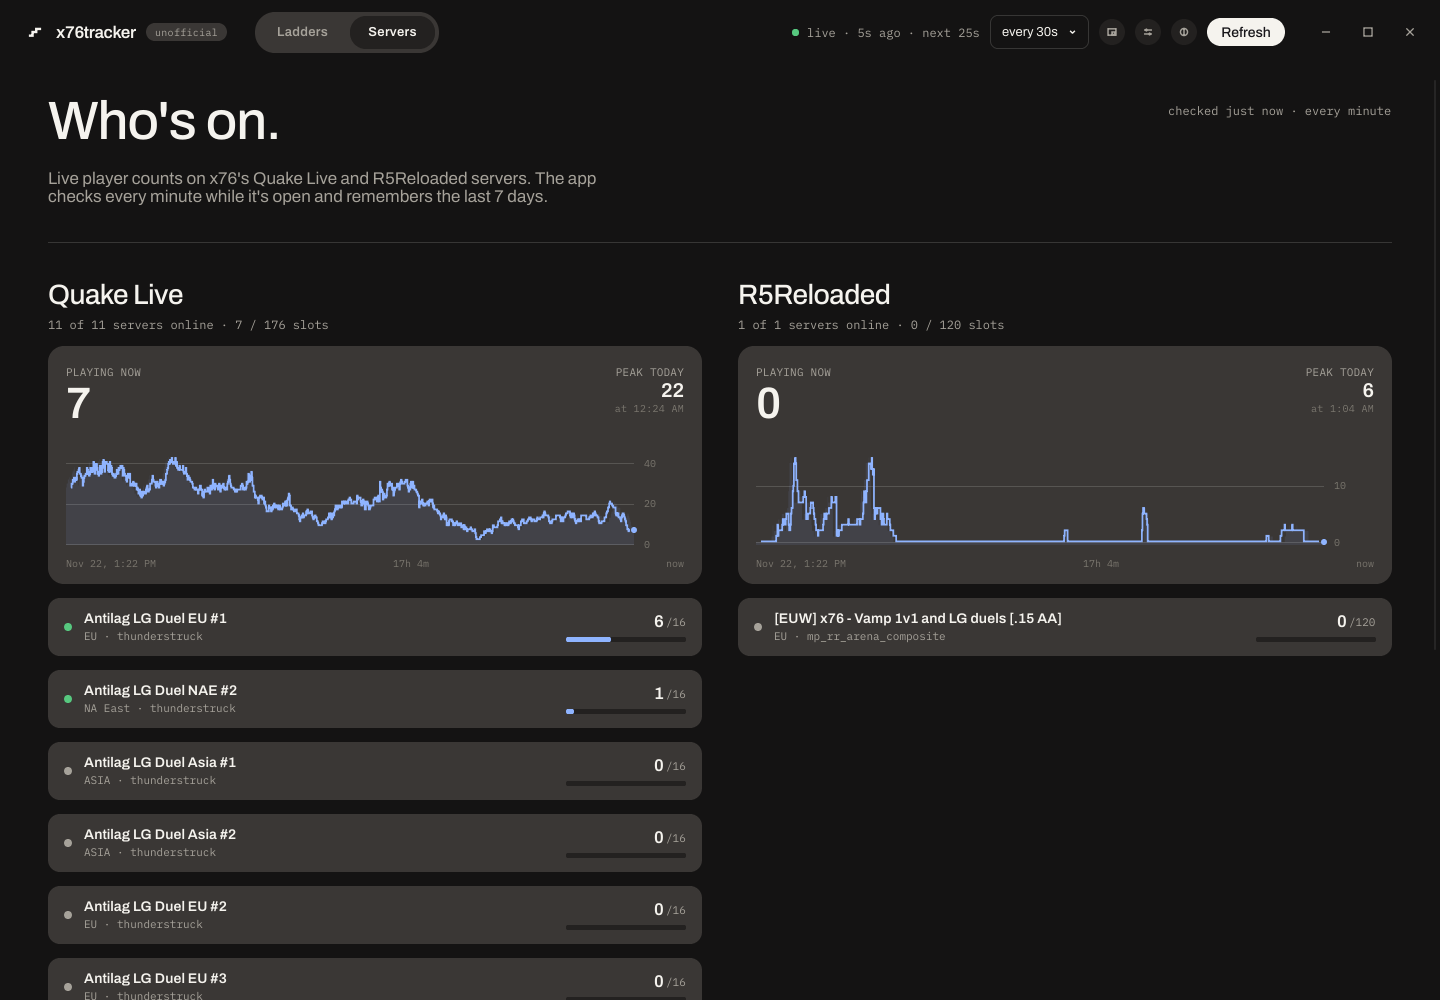 x76tracker unofficial Ladders Servers live · 5s ago · next 25s every 30s Refresh
Who's on.
checked just now · every minute
Live player counts on x76's Quake Live and R5Reloaded servers. The app
checks every minute while it's open and remembers the last 7 days.
Quake Live
11 of 11 servers online · 7 / 176 slots
PLAYING NOW
7
PEAK TODAY
22
at 12:24 AM
40
20
0
Nov 22, 1:22 PM 17h 4m now
Antilag LG Duel EU #1
EU · thunderstruck
6 /16
Antilag LG Duel NAE #2
NA East · thunderstruck
1 /16
Antilag LG Duel Asia #1
ASIA · thunderstruck
0 /16
Antilag LG Duel Asia #2
ASIA · thunderstruck
0 /16
Antilag LG Duel EU #2
EU · thunderstruck
0 /16
Antilag LG Duel EU #3
EU · thunderstruck
0 /16
R5Reloaded
1 of 1 servers online · 0 / 120 slots
PLAYING NOW
0
PEAK TODAY
6
at 1:04 AM
10
0
Nov 22, 1:22 PM 17h 4m now
[EUW] x76 - Vamp 1v1 and LG duels [.15 AA]
EU · mp_rr_arena_composite
0 /120